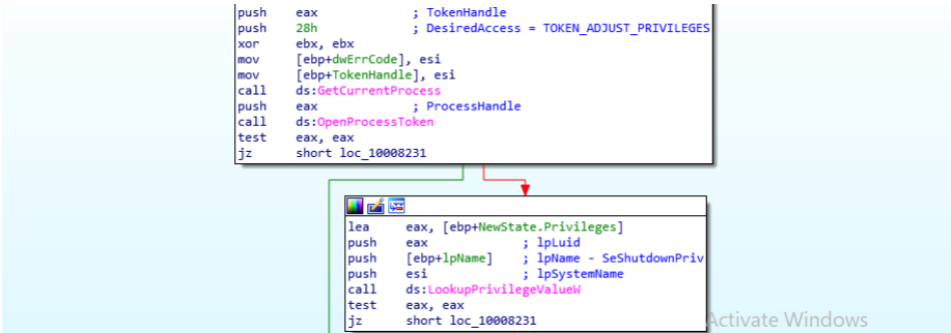 push eax ; TokenHandle
push 28h ; DesiredAccess = TOKEN_ADJUST_PRIVILEGES
xor ebx, ebx
mov [ebp+dwErrCode], esi
mov [ebp+TokenHandle], esi
call ds:GetCurrentProcess
push eax ; ProcessHandle
call ds:OpenProcessToken
test eax, eax
jz short loc_10008231
lea eax, [ebp+NewState.Privileges]
push eax ; lpLuid
push [ebp+lpName] ; lpName - SeShutdownPriv
push esi ; lpSystemName
call ds:LookupPrivilegeValueW
test eax, eax
jz short loc_10008231
Activate Windows